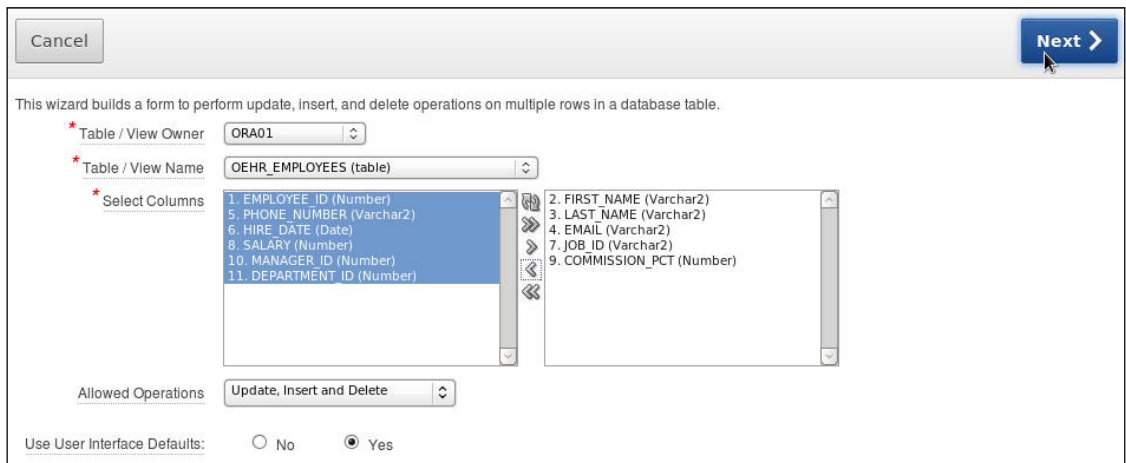 Cancel
Next
This wizard builds a form to perform update, insert, and delete operations on multiple rows in a database table.
* Table / View Owner ORA01
* Table / View Name OEHR_EMPLOYEES (table)
* Select Columns
1. EMPLOYEE_ID (Number)
5. PHONE_NUMBER (Varchar2)
6. HIRE_DATE (Date)
8. SALARY (Number)
10. MANAGER_ID (Number)
11. DEPARTMENT_ID (Number)
2. FIRST_NAME (Varchar2)
3. LAST_NAME (Varchar2)
4. EMAIL (Varchar2)
7. JOB_ID (Varchar2)
9. COMMISSION_PCT (Number)
Allowed Operations Update, Insert and Delete
Use User Interface Defaults: No Yes